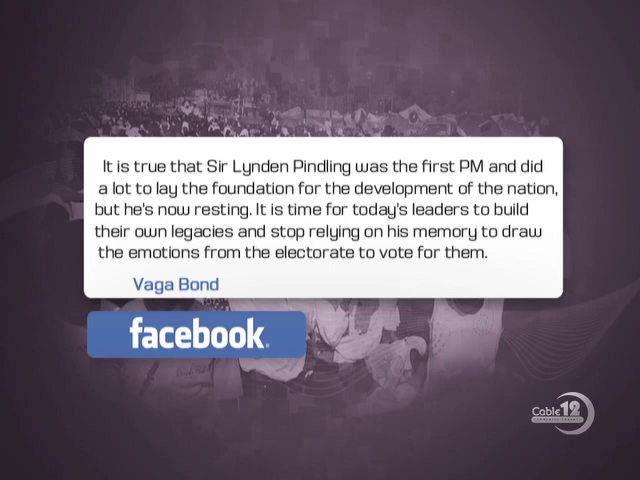 It is true that Sir Lynden Pindling was the first PM and did
a lot to lay the foundation for the development of the nation,
but he's now resting. It is time for today's leaders to build
their own legacies and stop relying on his memory to draw
the emotions from the electorate to vote for them.
Vaga Bond
facebook
Cable 12